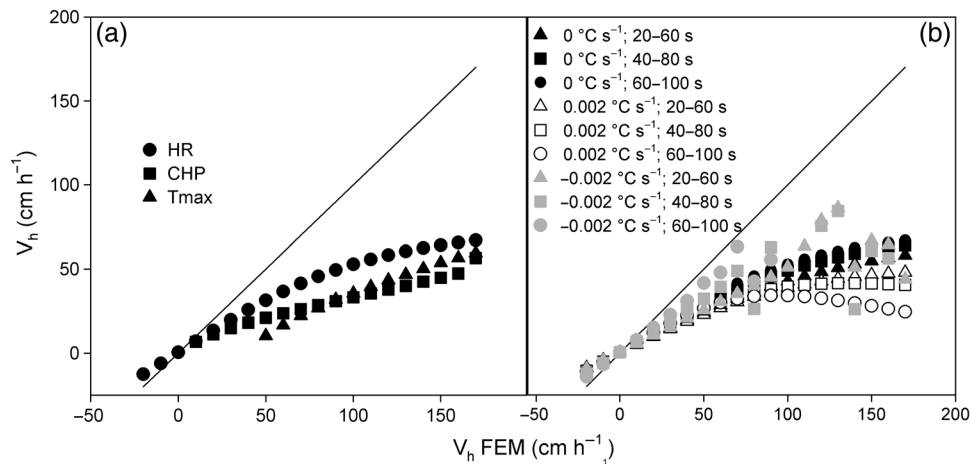 (a)
(b)
200
150
100
50
0
V_h (cm h⁻¹)
HR
CHP
Tmax
0 °C s⁻¹; 20–60 s
0 °C s⁻¹; 40–80 s
0 °C s⁻¹; 60–100 s
0.002 °C s⁻¹; 20–60 s
0.002 °C s⁻¹; 40–80 s
0.002 °C s⁻¹; 60–100 s
−0.002 °C s⁻¹; 20–60 s
−0.002 °C s⁻¹; 40–80 s
−0.002 °C s⁻¹; 60–100 s
−50 0 50 100 150 −50 0 50 100 150 200
V_h FEM (cm h⁻¹)